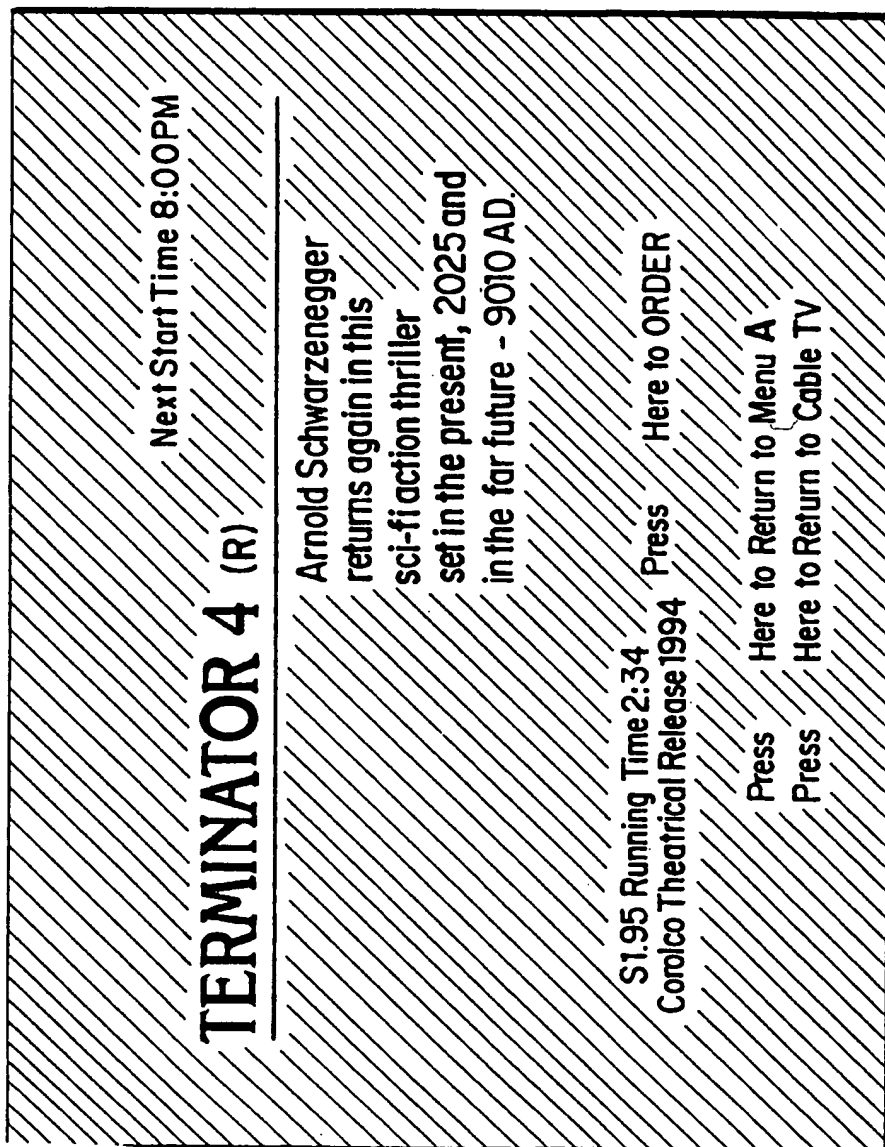 Next Start Time 8:00PM
TERMINATOR 4 (R)
Arnold Schwarzenegger
returns again in this
sci-fi action thriller
set in the present, 2025 and
in the far future - 9010 AD.
S1.95 Running Time 2:34
Corolco Theatrical Release 1994
Press Here to ORDER
Press Here to Return to Menu A
Press Here to Return to Cable TV